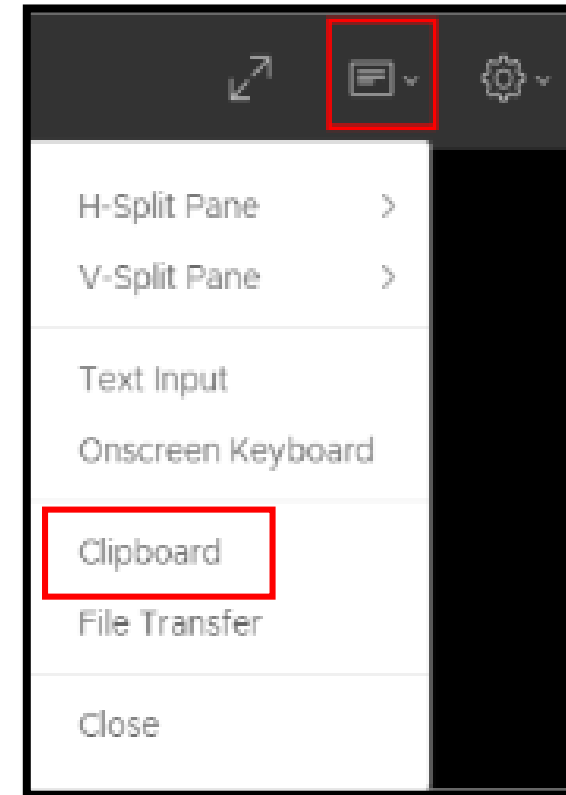 H-Split Pane
V-Split Pane
Text Input
Onscreen Keyboard
Clipboard
File Transfer
Close